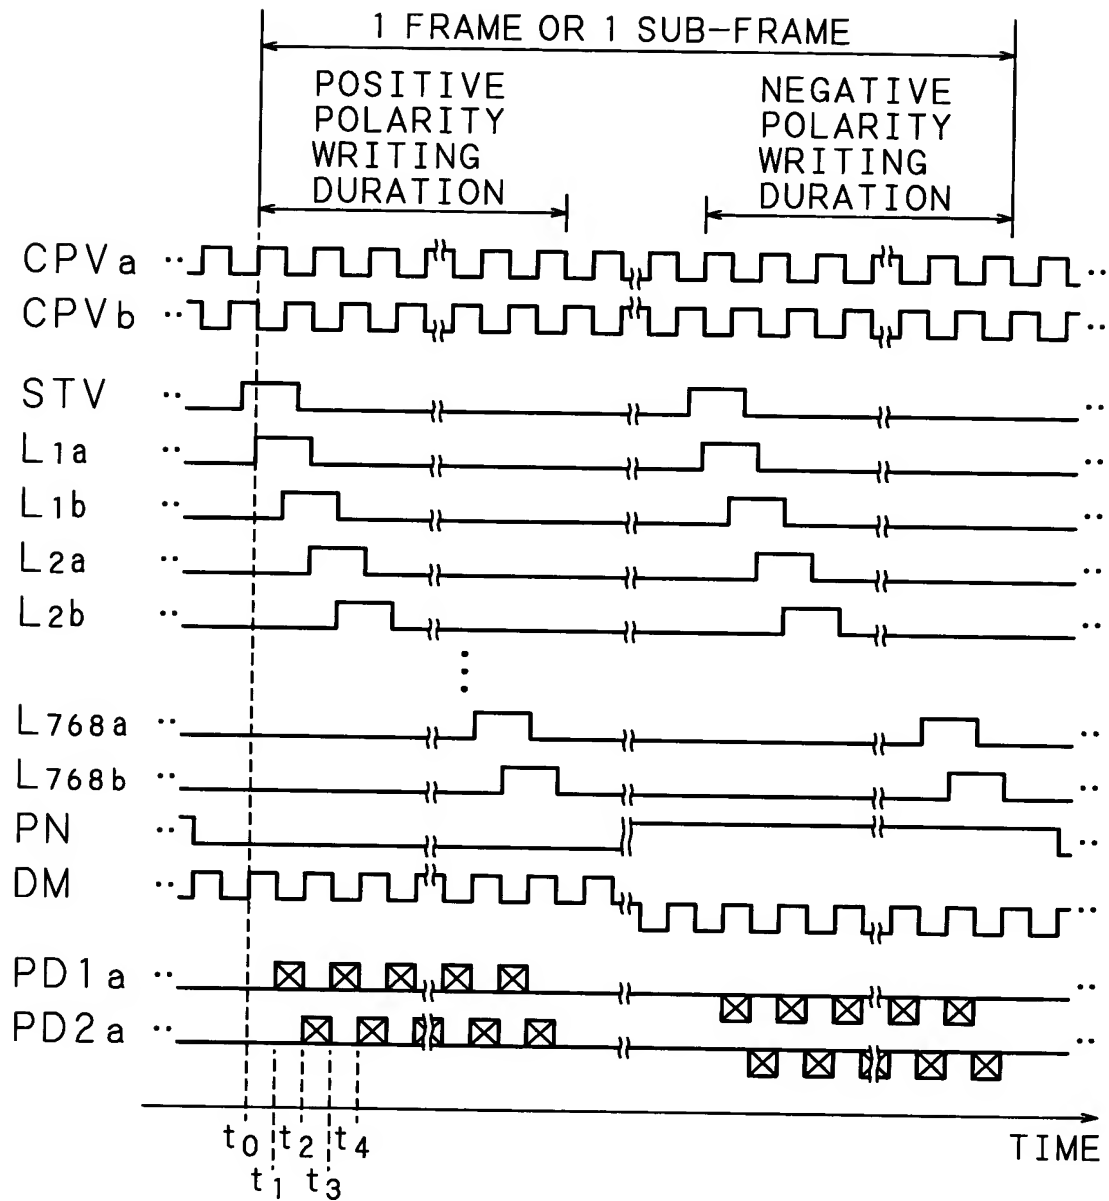 1 FRAME OR 1 SUB-FRAME
POSITIVE
POLARITY
WRITING
DURATION
NEGATIVE
POLARITY
WRITING
DURATION
CPVa
CPVb
STV
L1a
L1b
L2a
L2b
L768a
L768b
PN
DM
PD1a
PD2a
t0
t2
t4
t1
t3
TIME